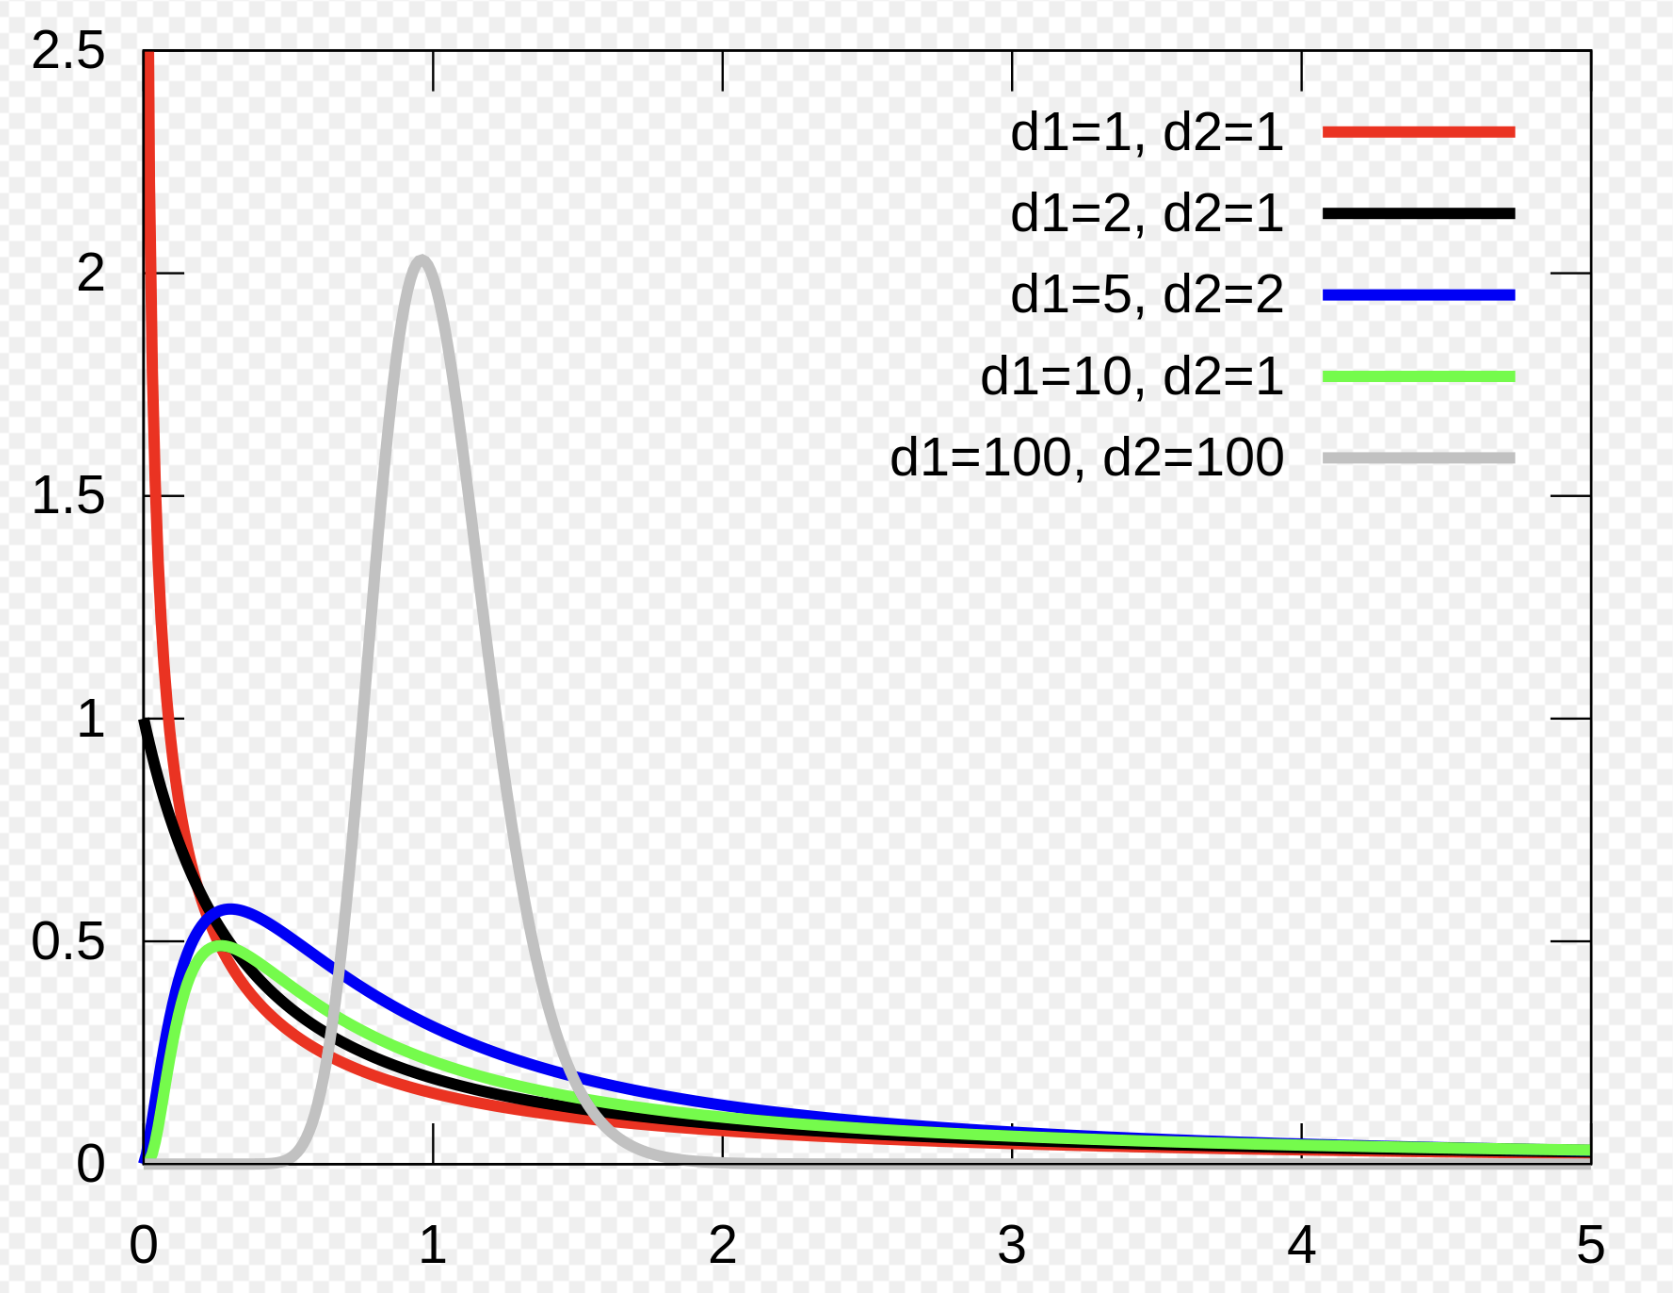 2.5
d1=1, d2=1
d1=2, d2=1
2
d1=5, d2=2
d1=10, d2=1
d1=100, d2=100
1.5
1
0.5
0
0 1 2 3 4 5